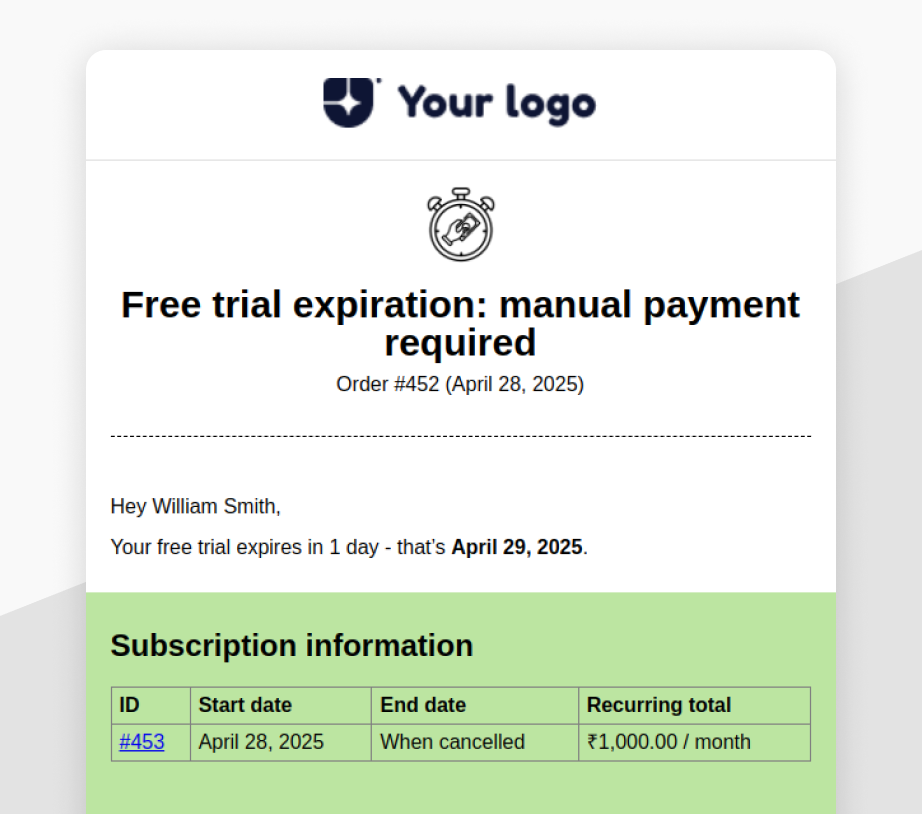 Your logo
Free trial expiration: manual payment
required
Order #452 (April 28, 2025)
Hey William Smith,
Your free trial expires in 1 day - that’s April 29, 2025.
Subscription information
ID Start date End date Recurring total
#453 April 28, 2025 When cancelled ₹1,000.00 / month